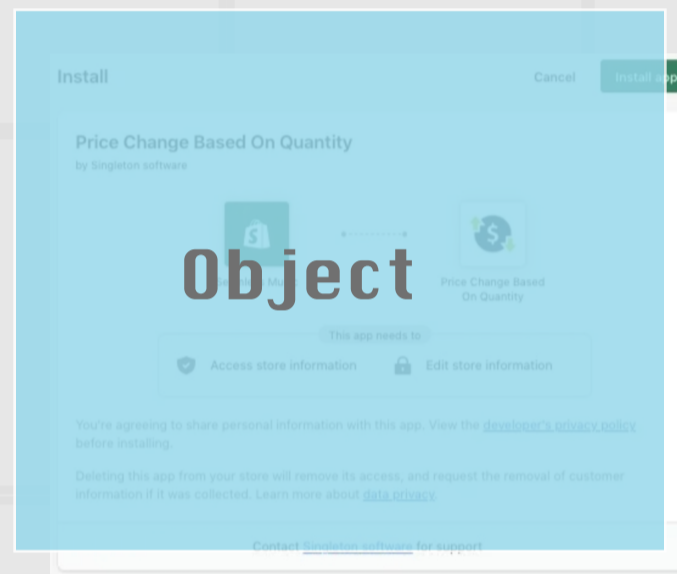 Install
Cancel
Install app
Price Change Based On Quantity
by Singleton software
Object
Price Change Based
On Quantity
This app needs to
Access store information
Edit store information
You're agreeing to share personal information with this app. View the developer's privacy policy
before installing.
Deleting this app from your store will remove its access, and request the removal of customer
information if it was collected. Learn more about data privacy.
Contact Singleton software for support